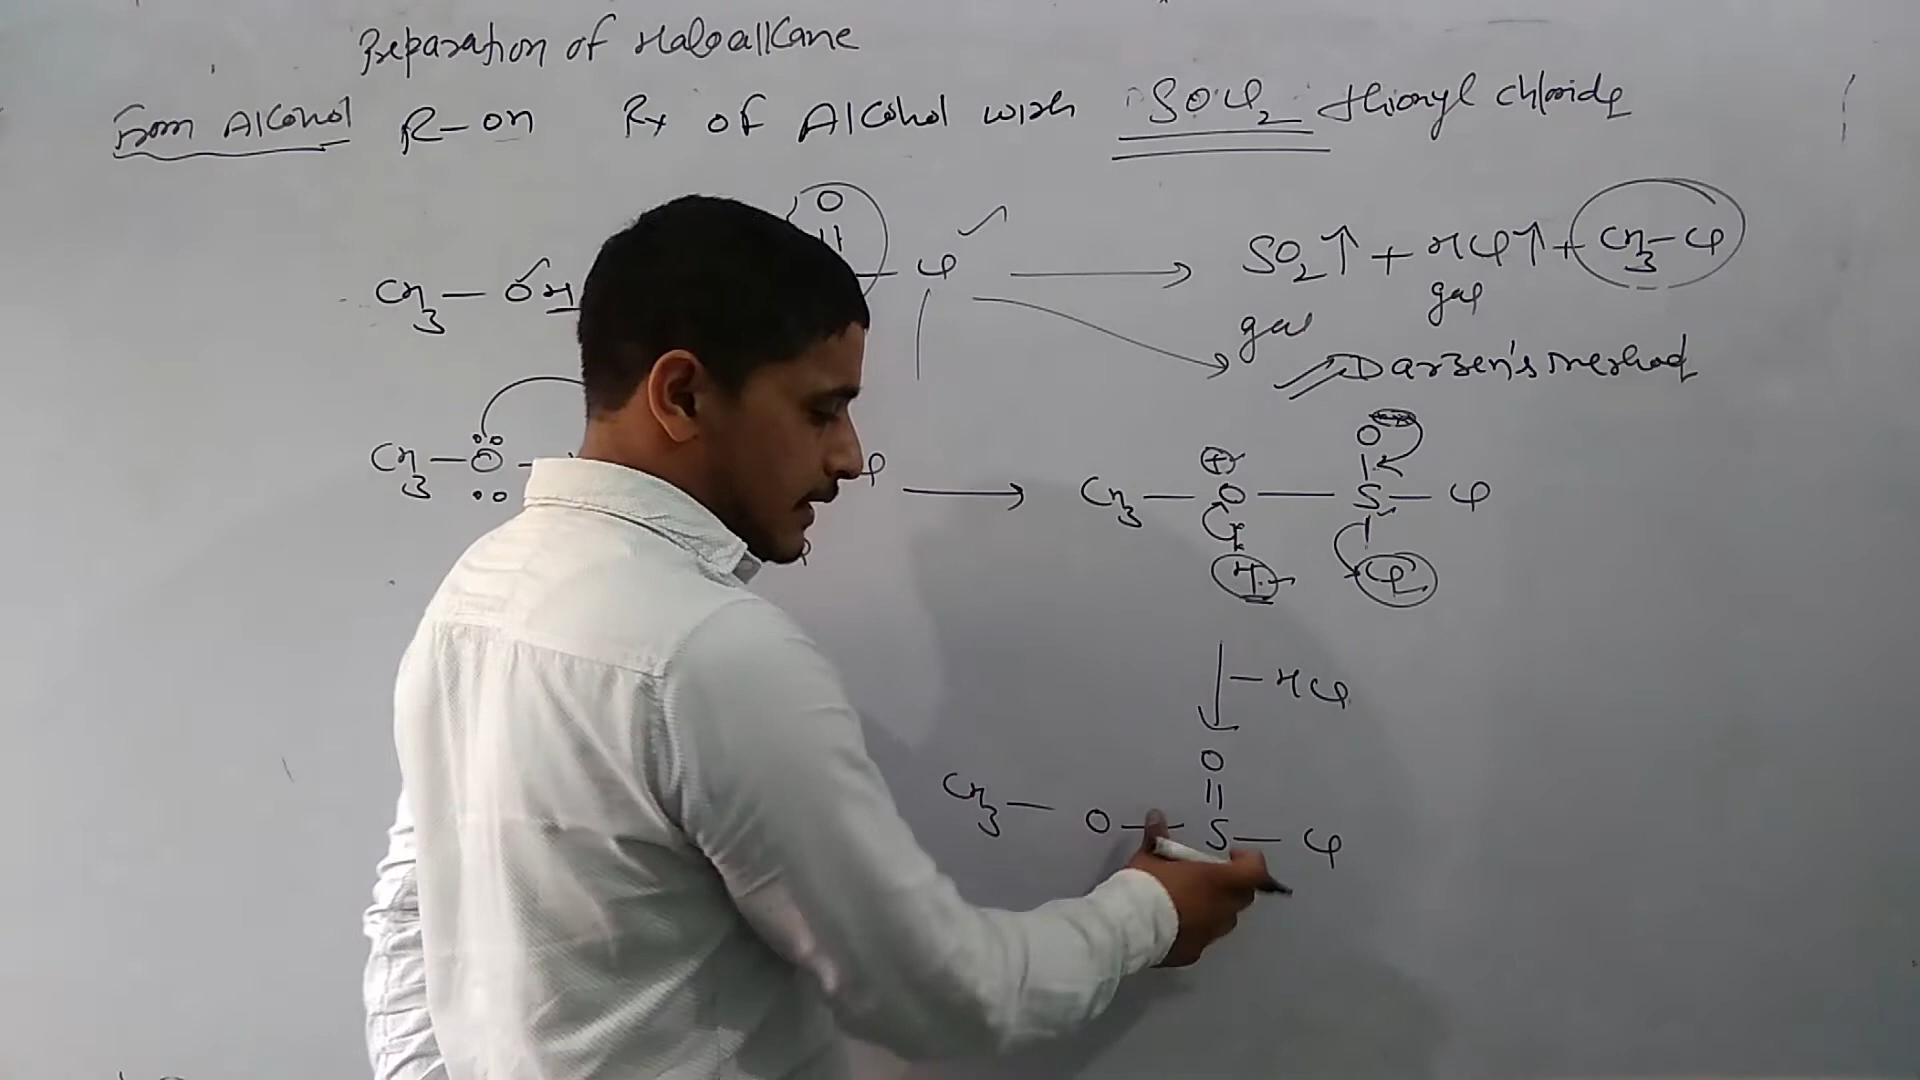 Preparation of Haloalkane
From Alcohol R-OH Rx of Alcohol with SOCl2 thionyl chloride
O
CH3 - OH - Cl → SO2↑ + HCl↑ + CH3-Cl
gas gas
Darzen's method
CH3 - O - Cl → CH3 - O - S - Cl
O
(+)
H Cl
- HCl
O
CH3 - O - S - Cl